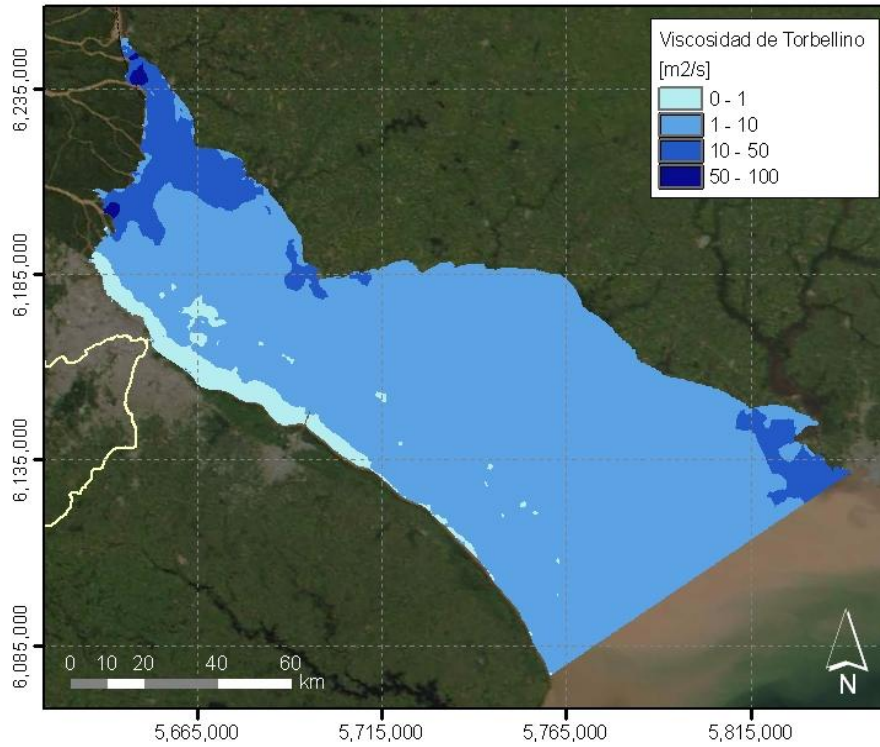 Viscosidad de Torbellino
[m2/s]
0 - 1
1 - 10
10 - 50
50 - 100
6,235,000
6,185,000
6,135,000
6,085,000
0 10 20 40 60
km
N
5,665,000 5,715,000 5,765,000 5,815,000